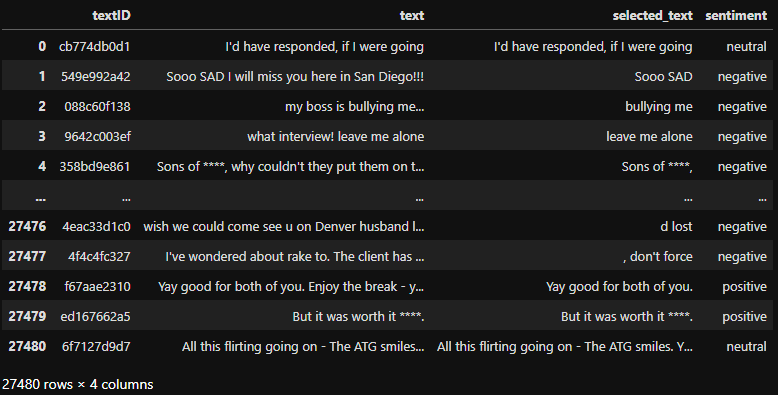 textID text selected_text sentiment
0 cb774db0d1 I'd have responded, if I were going I'd have responded, if I were going neutral
1 549e992a42 Sooo SAD I will miss you here in San Diego!!! Sooo SAD negative
2 088c60f138 my boss is bullying me... bullying me negative
3 9642c003ef what interview! leave me alone leave me alone negative
4 358bd9e861 Sons of ****, why couldn't they put them on t... Sons of ****, negative
... ... ... ... ...
27476 4eac33d1c0 wish we could come see u on Denver husband l... d lost negative
27477 4f4c4fc327 I've wondered about rake to. The client has ... , don't force negative
27478 f67aae2310 Yay good for both of you. Enjoy the break - y... Yay good for both of you. positive
27479 ed167662a5 But it was worth it ****. But it was worth it ****. positive
27480 6f7127d9d7 All this flirting going on - The ATG smiles... All this flirting going on - The ATG smiles. Y... neutral
27480 rows × 4 columns